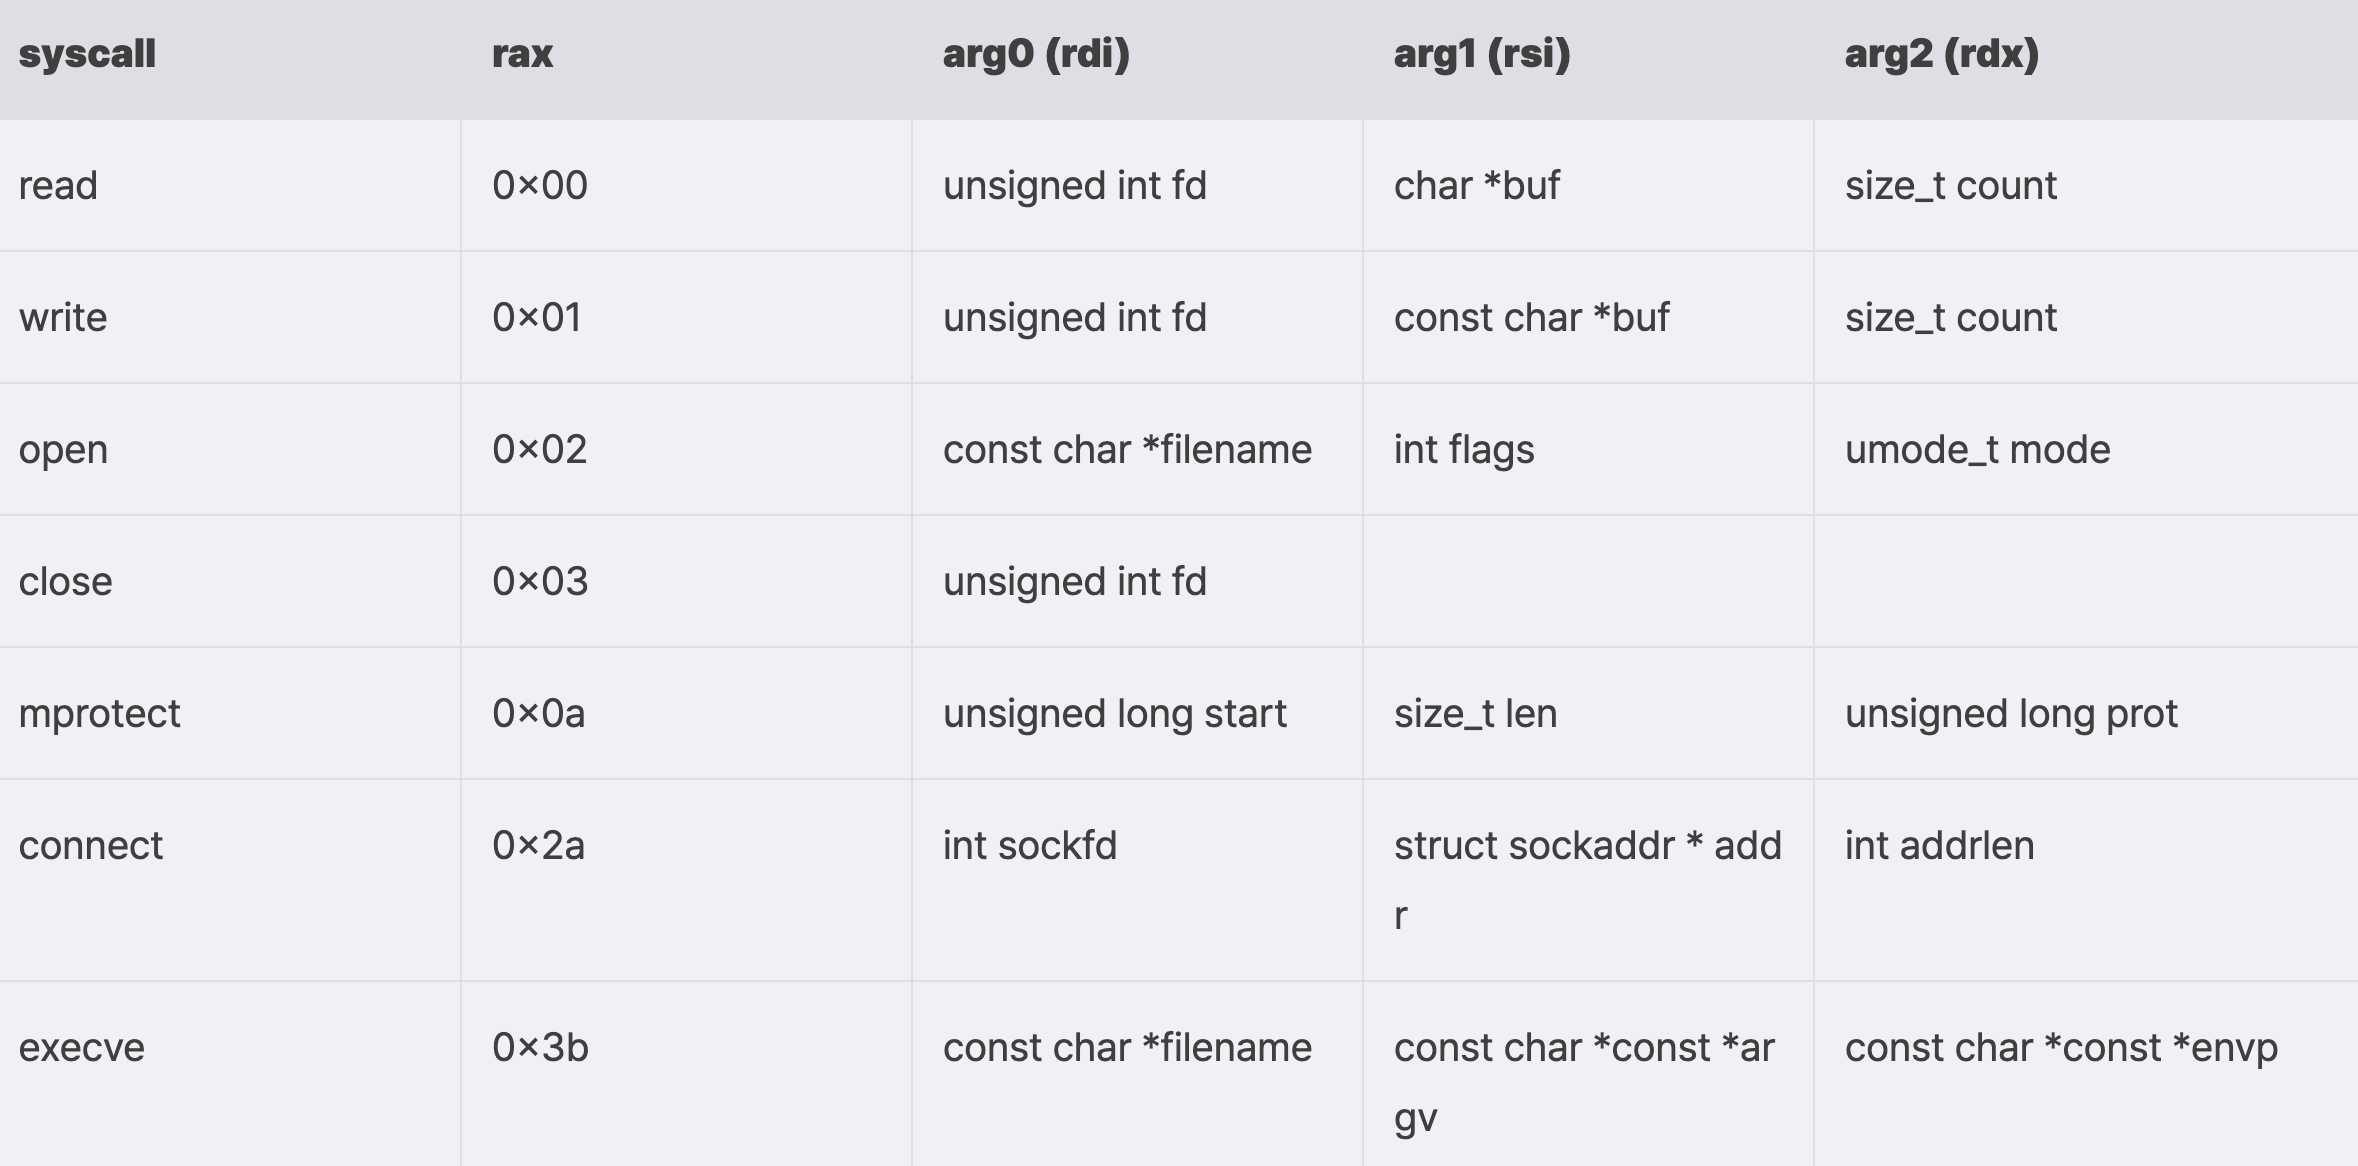 syscall rax arg0 (rdi) arg1 (rsi) arg2 (rdx)
read 0×00 unsigned int fd char *buf size_t count
write 0×01 unsigned int fd const char *buf size_t count
open 0×02 const char *filename int flags umode_t mode
close 0×03 unsigned int fd
mprotect 0×0a unsigned long start size_t len unsigned long prot
connect 0×2a int sockfd struct sockaddr * add int addrlen
r
execve 0×3b const char *filename const char *const *ar const char *const *envp
gv